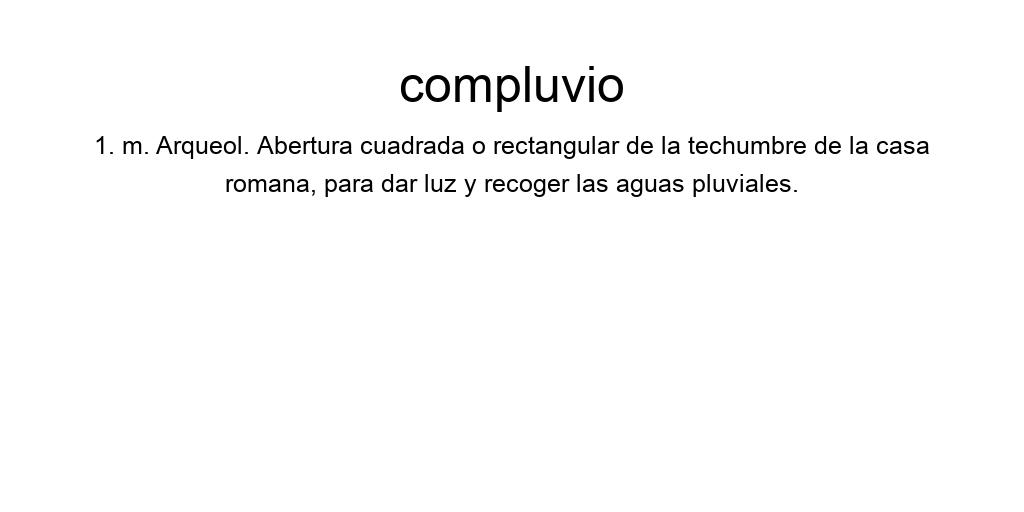 compluvio
1. m. Arqueol. Abertura cuadrada o rectangular de la techumbre de la casa
romana, para dar luz y recoger las aguas pluviales.